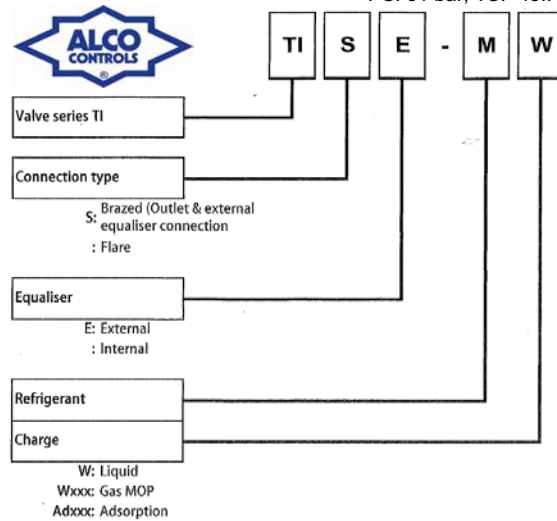 ALCO
CONTROLS
®
TI S E - M W
Valve series TI
Connection type
S: Brazed (Outlet & external
equaliser connection
: Flare
Equaliser
E: External
: Internal
Refrigerant
Charge
W: Liquid
Wxxx: Gas MOP
Adxxx: Adsorption